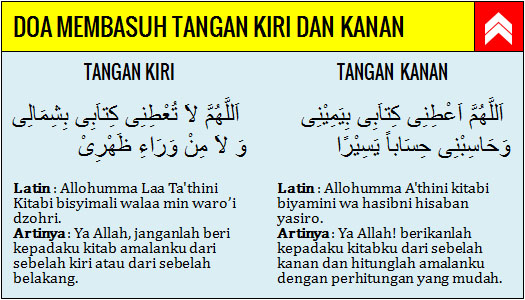 DOA MEMBASUH TANGAN KIRI DAN KANAN
TANGAN KIRI
اَللَّهُمَّ لاَ تُعْطِنِى كِتَابِى بِشِمَالِى
وَ لاَ مِنْ وَرَاءِ ظَهْرِىْ
Latin : Allohumma Laa Ta'thini
Kitabi bisyimali walaa min waro'i
dzohri.
Artinya : Ya Allah, janganlah beri
kepadaku kitab amalanku dari
sebelah kiri atau dari sebelah
belakang.
TANGAN KANAN
اَللَّهُمَّ اَعْطِنِى كِتَابِى بِيَمِيْنِى
وَحَاسِبْنِى حِسَاباً يَسِيْرًا
Latin : Allohumma A'thini kitabi
biyamini wa hasibni hisaban
yasiro.
Artinya : Ya Allah! berikanlah
kepadaku kitabku dari sebelah
kanan dan hitunglah amalanku
dengan perhitungan yang mudah.